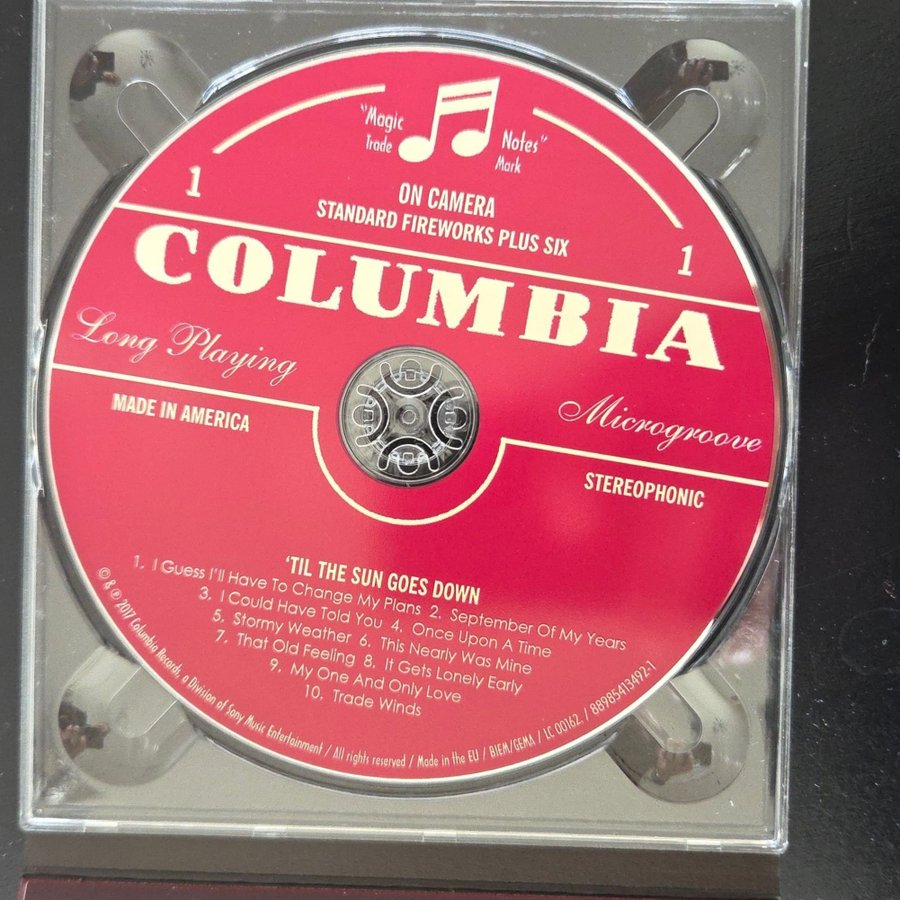 "Magic Notes"
Trade Mark
ON CAMERA
STANDARD FIREWORKS PLUS SIX
1
1
COLUMBIA
Long Playing
Microgroove
MADE IN AMERICA
STEREOPHONIC
'TIL THE SUN GOES DOWN
1. I Guess I'll Have To Change My Plans 2. September Of My Years
3. I Could Have Told You 4. Once Upon A Time
5. Stormy Weather 6. This Nearly Was Mine
7. That Old Feeling 8. It Gets Lonely Early
9. My One And Only Love
10. Trade Winds
© & ℗ 2017 Columbia Records, a Division of Sony Music Entertainment / All rights reserved / Made in the EU / BIEM/GEMA / LC 00162. / 88985413492-1